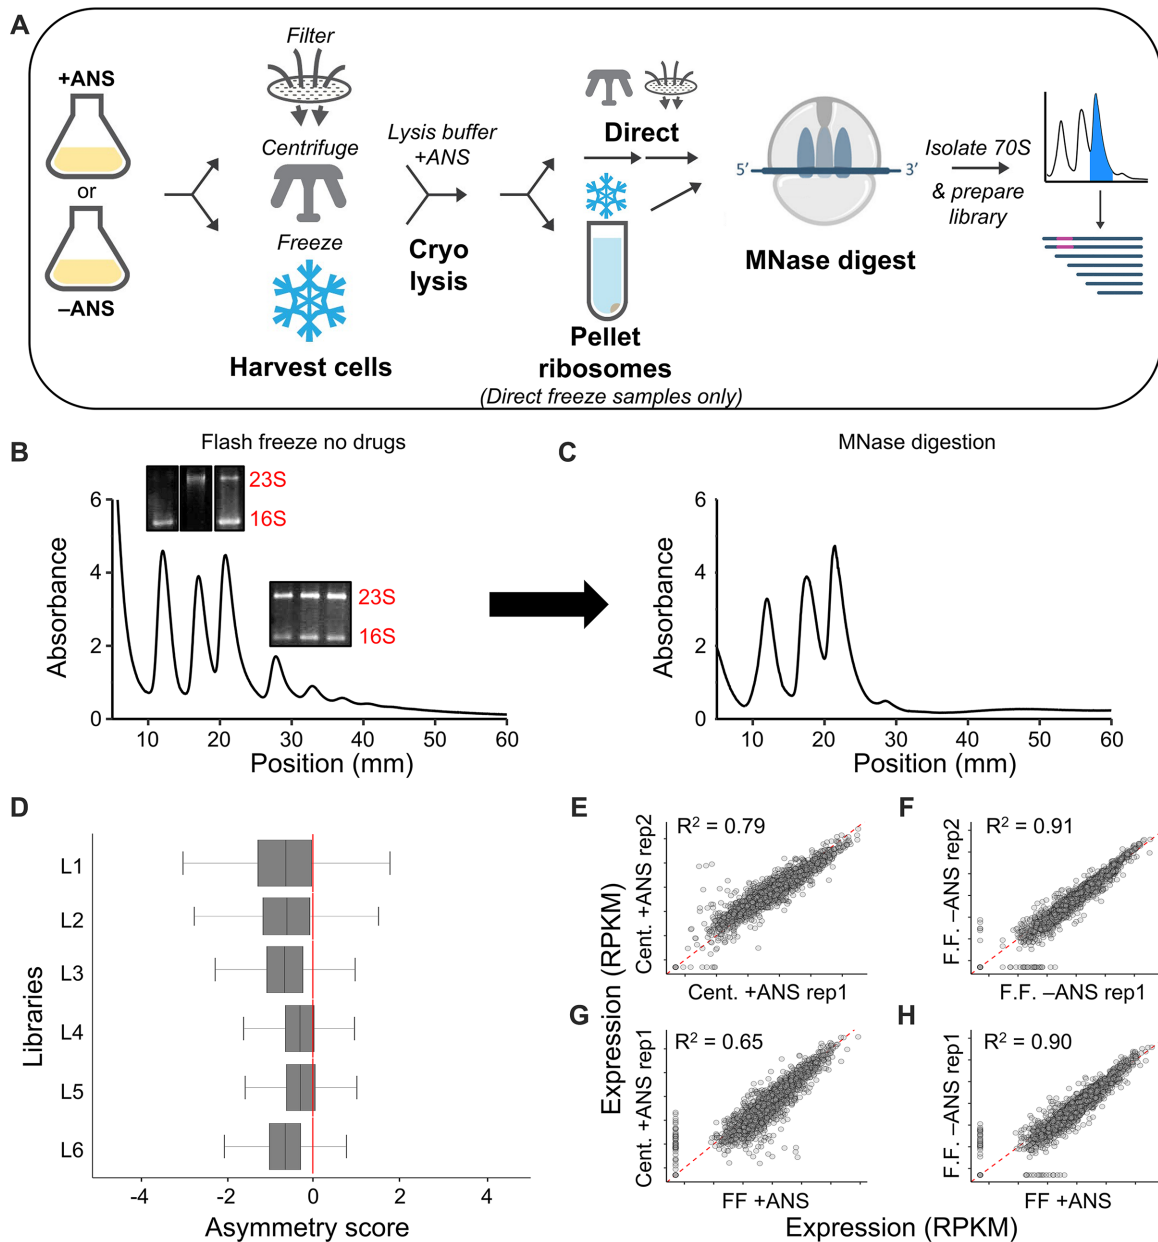 A
+ANS
or
–ANS
Filter
Centrifuge
Freeze
Harvest cells
Lysis buffer
+ANS
Cryo
lysis
Direct
Pellet
ribosomes
(Direct freeze samples only)
5′
3′
MNase digest
Isolate 70S
& prepare
library
B
Flash freeze no drugs
23S
16S
23S
16S
Absorbance
6
4
2
0
10
20
30
40
50
60
Position (mm)
C
MNase digestion
Absorbance
6
4
2
0
10
20
30
40
50
60
Position (mm)
D
Libraries
L1
L2
L3
L4
L5
L6
-4
-2
0
2
4
Asymmetry score
Expression (RPKM)
E
R² = 0.79
Cent. +ANS rep2
Cent. +ANS rep1
F
R² = 0.91
F.F. –ANS rep2
F.F. –ANS rep1
G
R² = 0.65
Cent. +ANS rep1
FF +ANS
H
R² = 0.90
F.F. –ANS rep1
FF +ANS
Expression (RPKM)